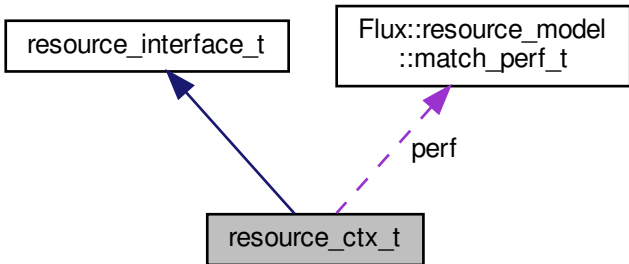 resource_interface_t
Flux::resource_model
::match_perf_t
perf
resource_ctx_t